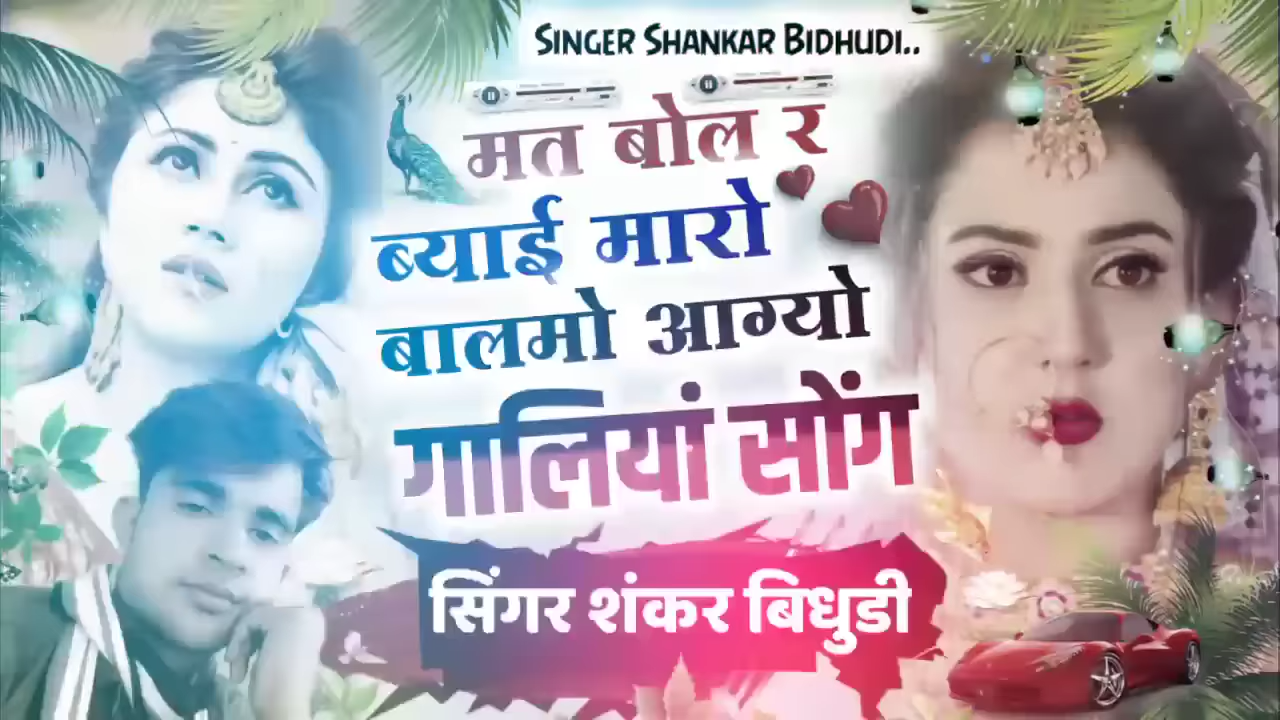 SINGER SHANKAR BIDHUDI..
मत बोल र
ब्याई मारो
बालमो आग्यो
गालियां सोंग
सिंगर शंकर बिधुडी